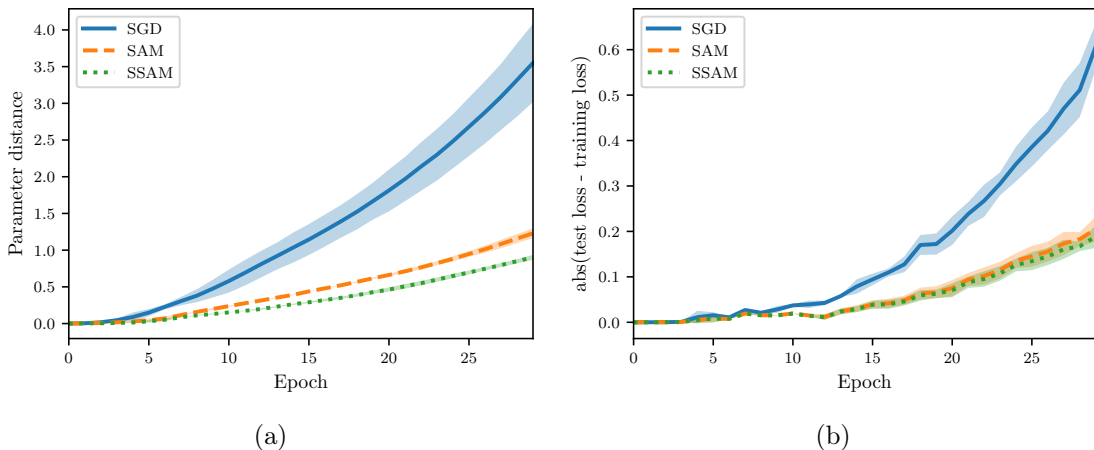 Parameter distance
4.0
3.5
3.0
2.5
2.0
1.5
1.0
0.5
0.0
SGD
SAM
SSAM
0 5 10 15 20 25
Epoch
(a)
abs(test loss - training loss)
0.6
0.5
0.4
0.3
0.2
0.1
0.0
SGD
SAM
SSAM
0 5 10 15 20 25
Epoch
(b)